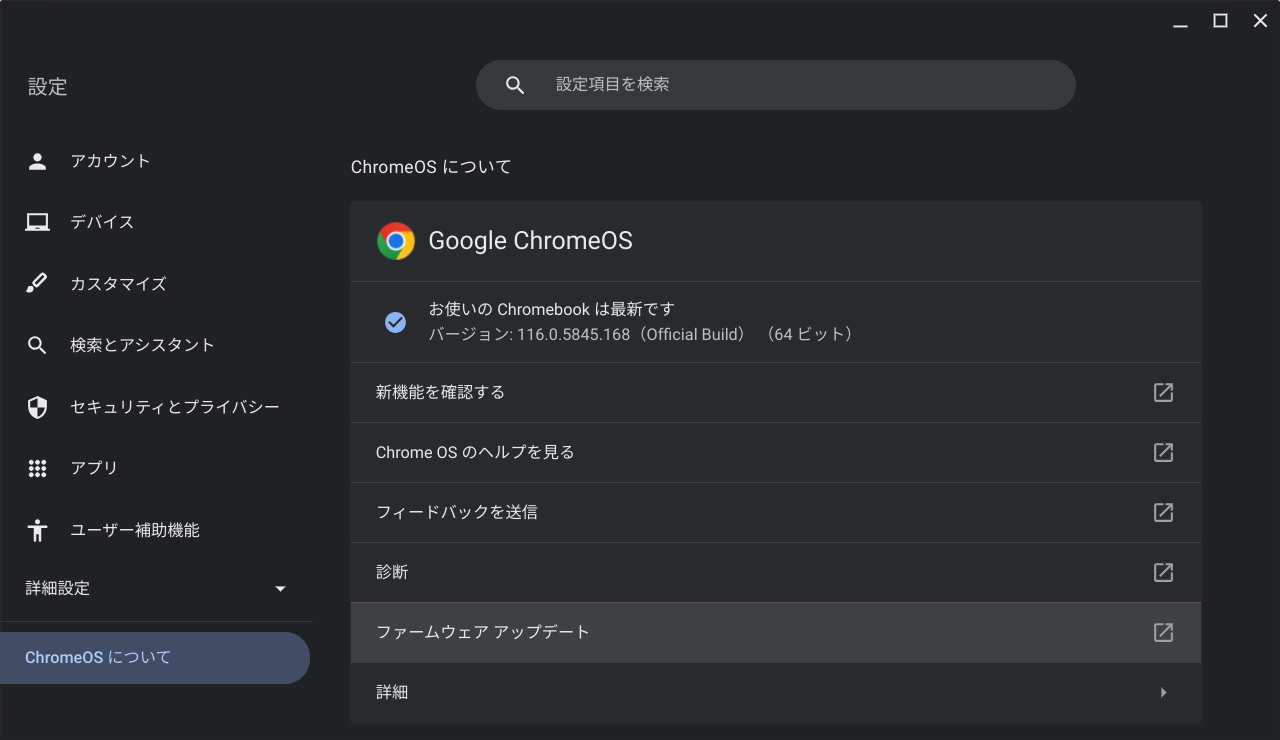 設定
設定項目を検索
アカウント
デバイス
カスタマイズ
検索とアシスタント
セキュリティとプライバシー
アプリ
ユーザー補助機能
詳細設定
ChromeOS について
ChromeOS について
Google ChromeOS
お使いの Chromebook は最新です
バージョン: 116.0.5845.168（Official Build） （64 ビット）
新機能を確認する
Chrome OS のヘルプを見る
フィードバックを送信
診断
ファームウェア アップデート
詳細